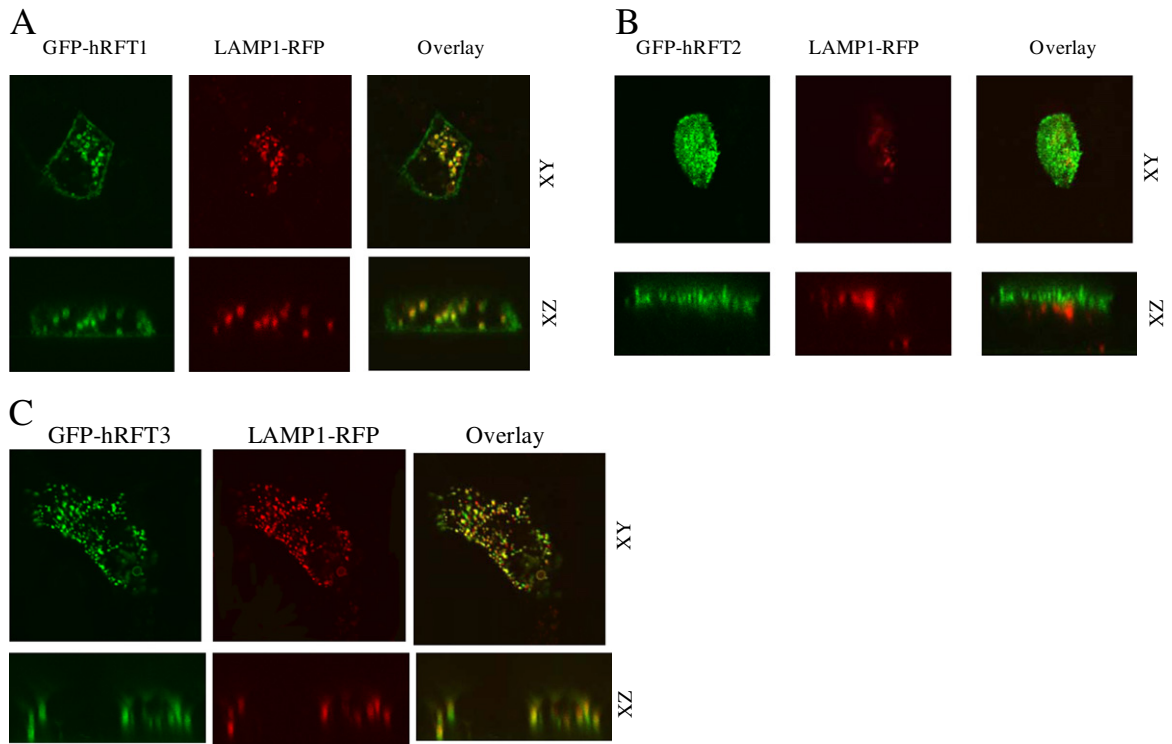 A
GFP-hRFT1 LAMP1-RFP Overlay
XY
XZ
B
GFP-hRFT2 LAMP1-RFP Overlay
XY
XZ
C
GFP-hRFT3 LAMP1-RFP Overlay
XY
XZ